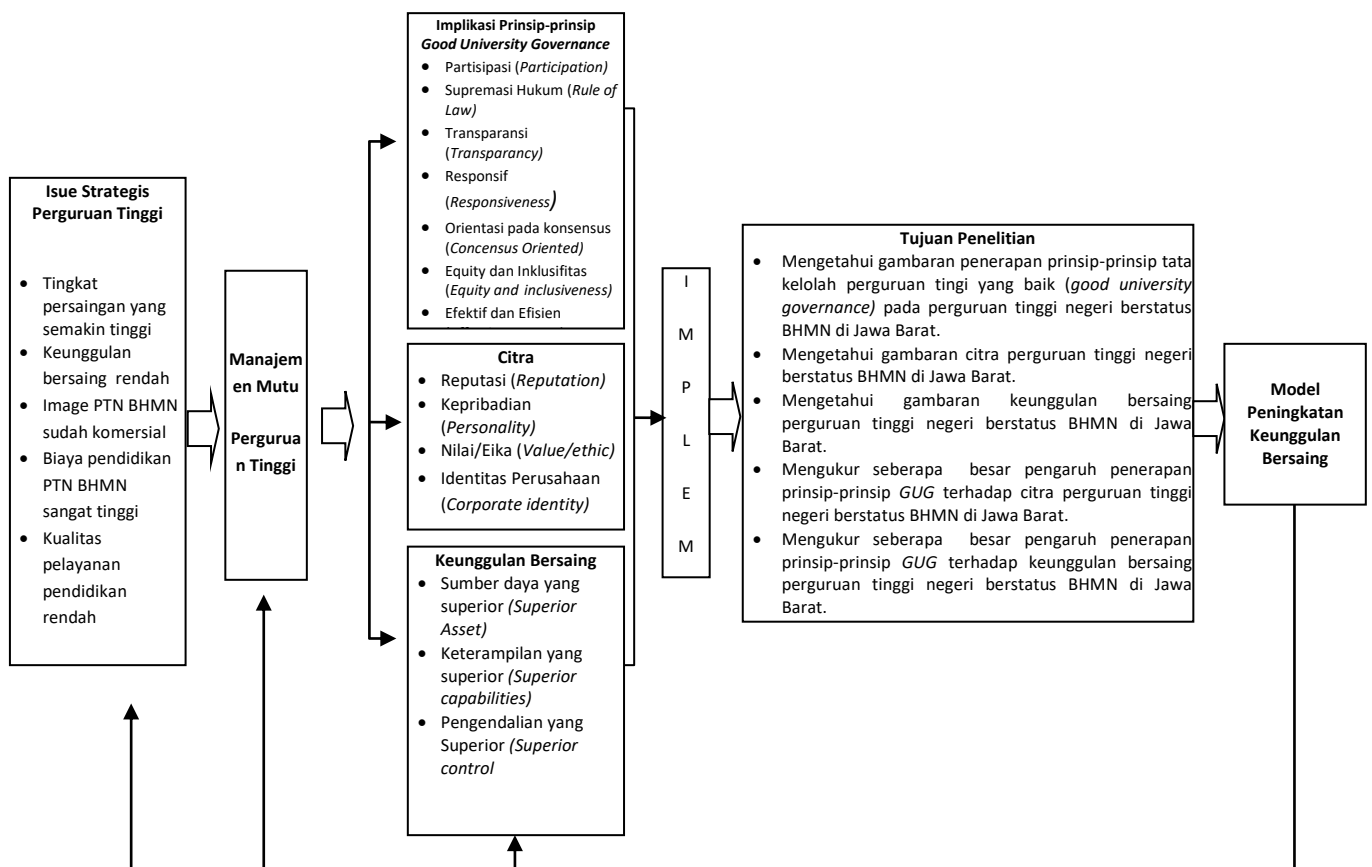 Isue Strategis
Perguruan Tinggi
• Tingkat
persaingan yang
semakin tinggi
• Keunggulan
bersaing rendah
• Image PTN BHMN
sudah komersial
• Biaya pendidikan
PTN BHMN
sangat tinggi
• Kualitas
pelayanan
pendidikan
rendah
Manajem
en Mutu
Pergurua
n Tinggi
Implikasi Prinsip-prinsip
Good University Governance
• Partisipasi (Participation)
• Supremasi Hukum (Rule of
Law)
• Transparansi
(Transparancy)
• Responsif
(Responsiveness)
• Orientasi pada konsensus
(Concensus Oriented)
• Equity dan Inklusifitas
(Equity and inclusiveness)
• Efektif dan Efisien
Citra
• Reputasi (Reputation)
• Kepribadian
(Personality)
• Nilai/Eika (Value/ethic)
• Identitas Perusahaan
(Corporate identity)
Keunggulan Bersaing
• Sumber daya yang
superior (Superior
Asset)
• Keterampilan yang
superior (Superior
capabilities)
• Pengendalian yang
Superior (Superior
control
I
M
P
L
E
M
Tujuan Penelitian
• Mengetahui gambaran penerapan prinsip-prinsip tata
kelolah perguruan tingi yang baik (good university
governance) pada perguruan tinggi negeri berstatus
BHMN di Jawa Barat.
• Mengetahui gambaran citra perguruan tinggi negeri
berstatus BHMN di Jawa Barat.
• Mengetahui gambaran keunggulan bersaing
perguruan tinggi negeri berstatus BHMN di Jawa
Barat.
• Mengukur seberapa besar pengaruh penerapan
prinsip-prinsip GUG terhadap citra perguruan tinggi
negeri berstatus BHMN di Jawa Barat.
• Mengukur seberapa besar pengaruh penerapan
prinsip-prinsip GUG terhadap keunggulan bersaing
perguruan tinggi negeri berstatus BHMN di Jawa
Barat.
Model
Peningkatan
Keunggulan
Bersaing